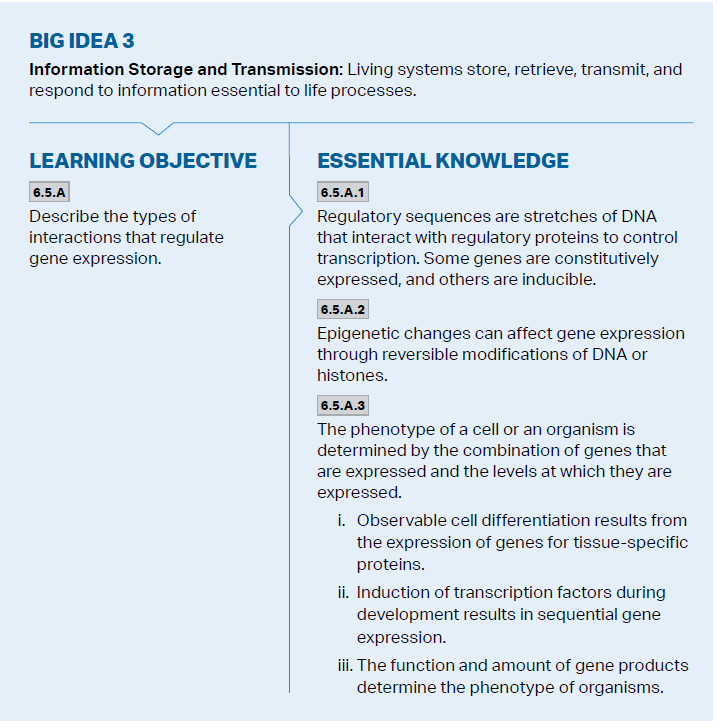 BIG IDEA 3
Information Storage and Transmission: Living systems store, retrieve, transmit, and
respond to information essential to life processes.
LEARNING OBJECTIVE
6.5.A
Describe the types of
interactions that regulate
gene expression.
ESSENTIAL KNOWLEDGE
6.5.A.1
Regulatory sequences are stretches of DNA
that interact with regulatory proteins to control
transcription. Some genes are constitutively
expressed, and others are inducible.
6.5.A.2
Epigenetic changes can affect gene expression
through reversible modifications of DNA or
histones.
6.5.A.3
The phenotype of a cell or an organism is
determined by the combination of genes that
are expressed and the levels at which they are
expressed.
i. Observable cell differentiation results from
the expression of genes for tissue-specific
proteins.
ii. Induction of transcription factors during
development results in sequential gene
expression.
iii. The function and amount of gene products
determine the phenotype of organisms.